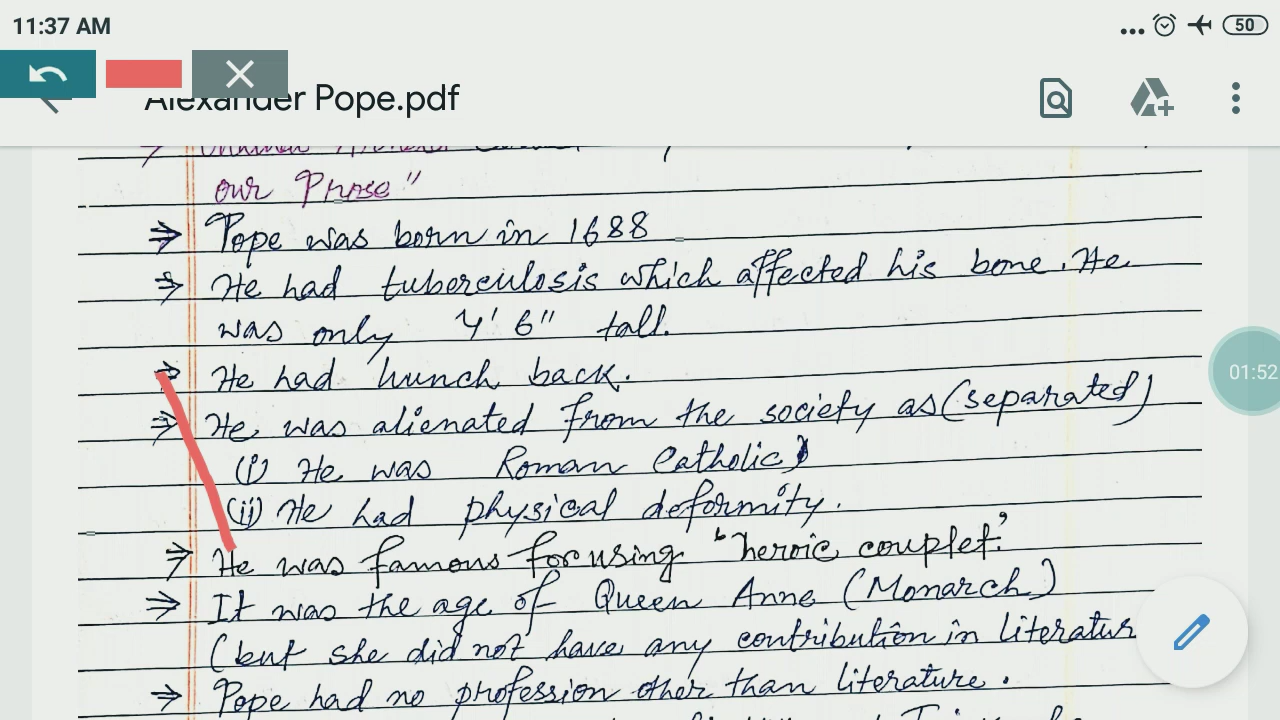 11:37 AM
50
Alexander Pope.pdf
our Prose"
⇒ Pope was born in 1688
⇒ He had tuberculosis which affected his bone. He
was only 4' 6" tall.
⇒ He had hunch back.
⇒ He was alienated from the society as (separated)
(i) He was Roman Catholic)
(ii) He had physical deformity.
⇒ He was famous for using 'heroic couplet.'
⇒ It was the age of Queen Anne (Monarch)
(but she did not have any contribution in literatur
⇒ Pope had no profession other than literature.
01:52